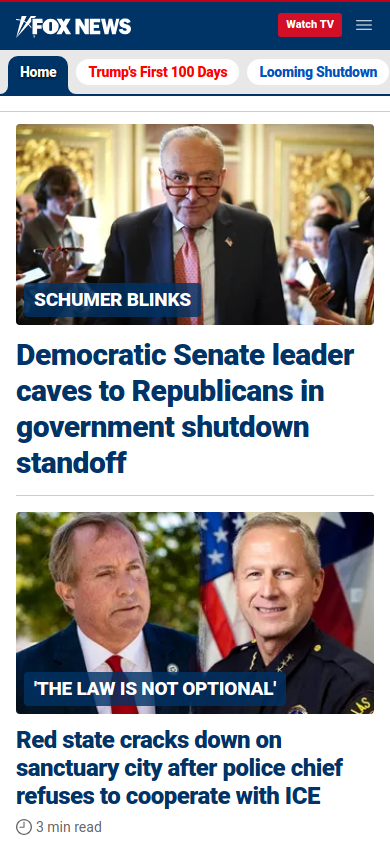 FOX NEWS
Watch TV
Home
Trump's First 100 Days
Looming Shutdown
SCHUMER BLINKS
Democratic Senate leader
caves to Republicans in
government shutdown
standoff
'THE LAW IS NOT OPTIONAL'
LAS
Red state cracks down on
sanctuary city after police chief
refuses to cooperate with ICE
3 min read